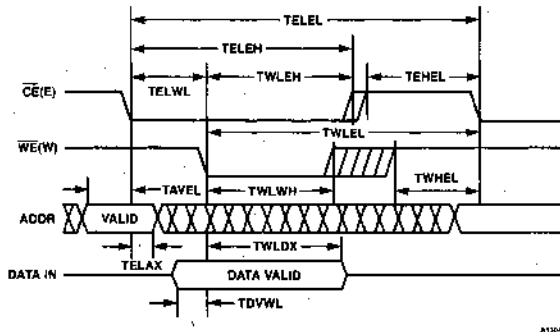 TELEL
TELEH
TELWL TWLEH TEHEL
CE(E)
TWLEL
WE(W)
TAVEL TWLWH TWHEL
ADDR VALID
TELAX TWLDX
DATA IN DATA VALID
TDVWL